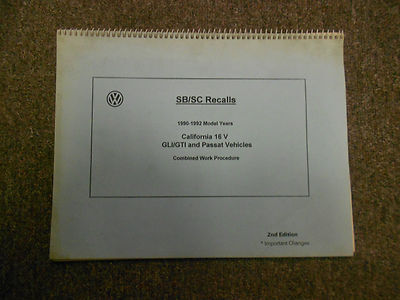 SB/SC Recalls
1990-1992 Model Years
California 16 V
GLI/GTI and Passat Vehicles
Combined Work Procedure
2nd Edition
* Important Changes